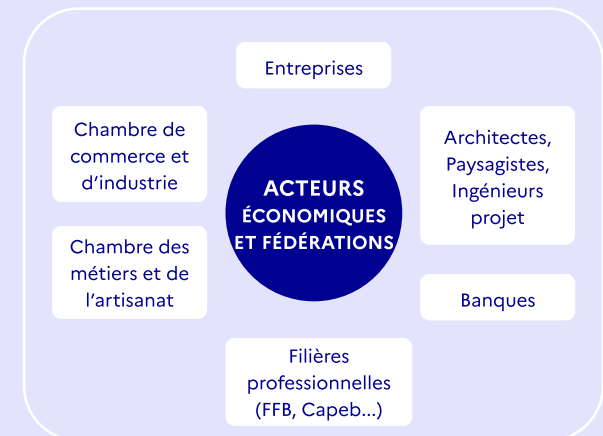 Entreprises
Chambre de
commerce et
d'industrie
Architectes,
Paysagistes,
Ingénieurs
projet
ACTEURS
ÉCONOMIQUES
ET FÉDÉRATIONS
Chambre des
métiers et de
l'artisanat
Banques
Filières
professionnelles
(FFB, Capeb...)